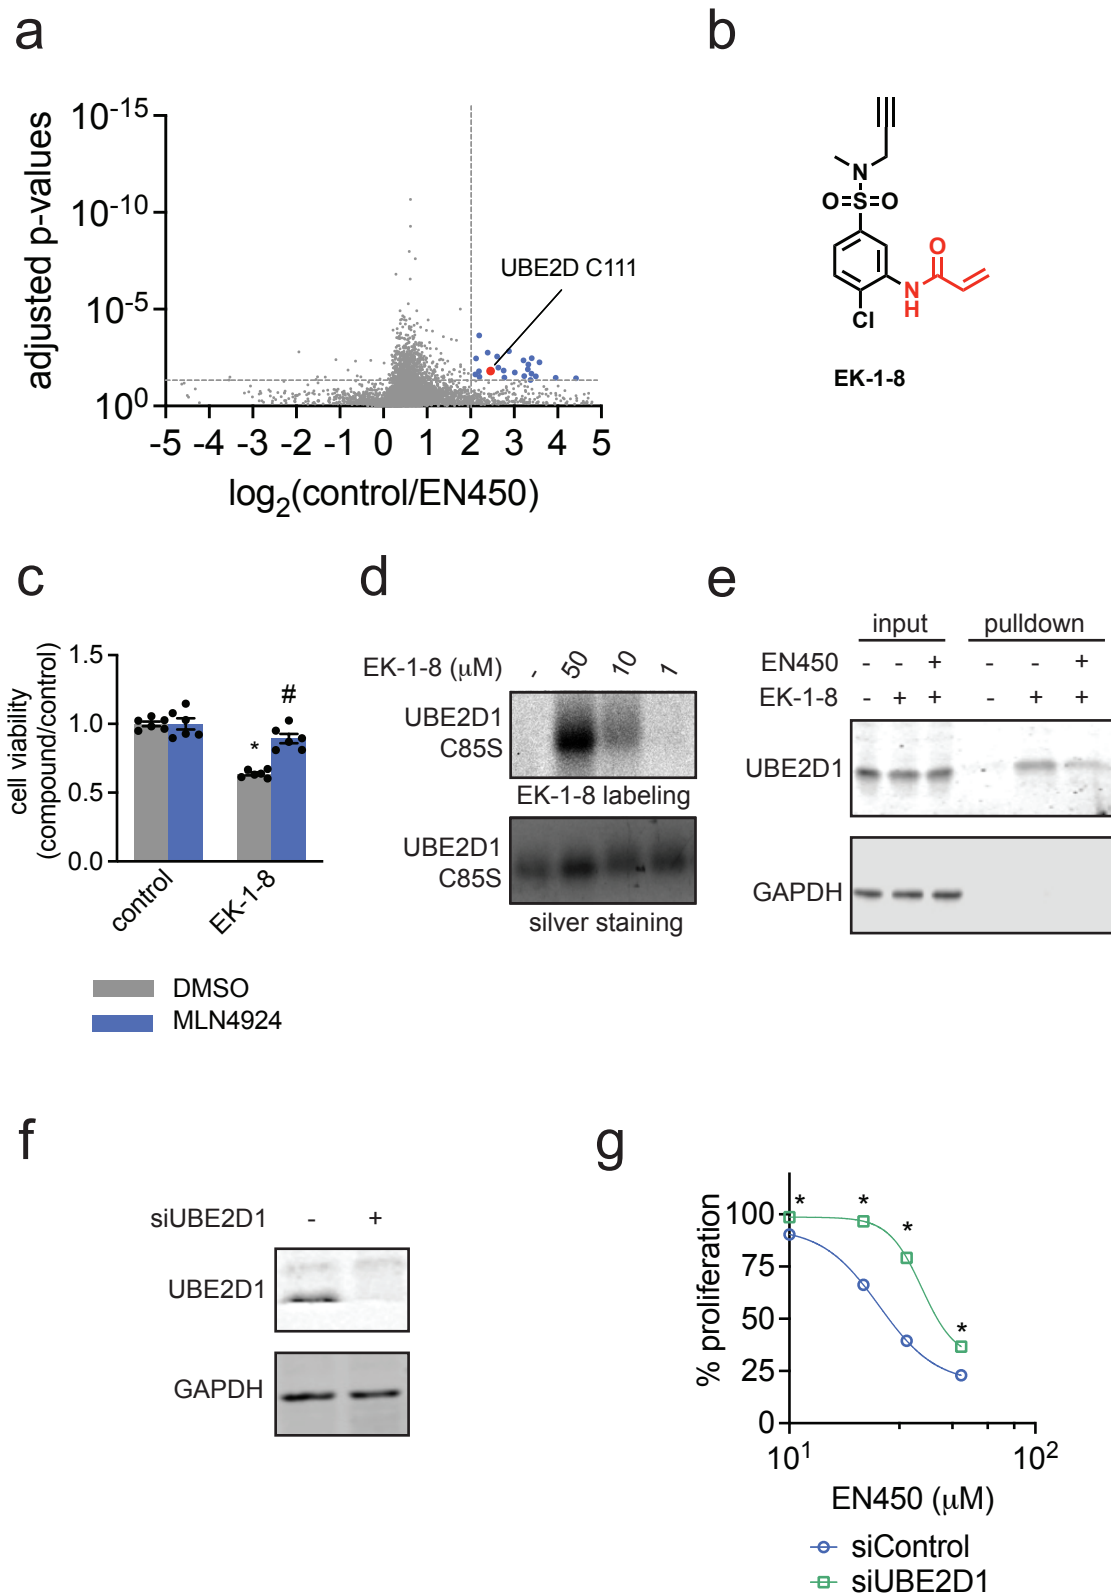 a
adjusted p-values
10-15
10-10
10-5
100
UBE2D C111
-5 -4 -3 -2 -1 0 1 2 3 4 5
log2(control/EN450)
b
N
O=S=O
O
N
H
Cl
EK-1-8
c
cell viability
(compound/control)
1.5
1.0
0.5
0.0
*
#
control
EK-1-8
DMSO
MLN4924
d
EK-1-8 (μM)
- 50 10 1
UBE2D1
C85S
EK-1-8 labeling
UBE2D1
C85S
silver staining
e
input pulldown
EN450 - - + - - +
EK-1-8 - + + - + +
UBE2D1
GAPDH
f
siUBE2D1 - +
UBE2D1
GAPDH
g
% proliferation
100
75
50
25
0
* * * *
101 102
EN450 (μM)
siControl
siUBE2D1